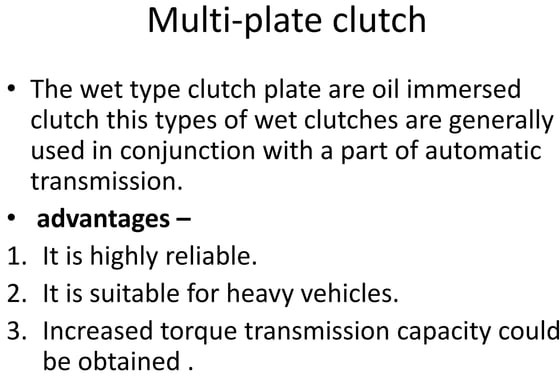 Multi-plate clutch
• The wet type clutch plate are oil immersed
clutch this types of wet clutches are generally
used in conjunction with a part of automatic
transmission.
• advantages –
1. It is highly reliable.
2. It is suitable for heavy vehicles.
3. Increased torque transmission capacity could
be obtained .